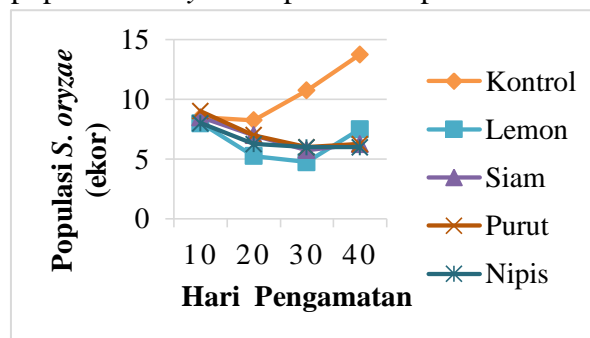 15
10
5
0
Populasi S. oryzae
(ekor)
10 20 30 40
Hari Pengamatan
Kontrol
Lemon
Siam
Purut
Nipis